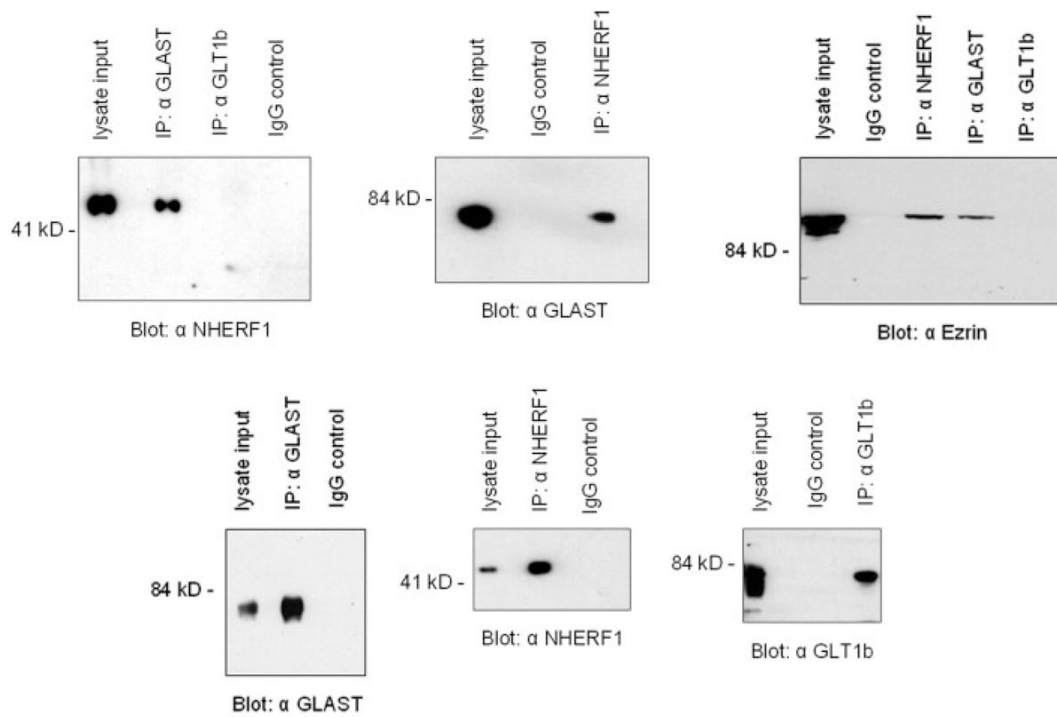 lysate input
IP: α GLAST
IP: α GLT1b
IgG control
41 kD -
Blot: α NHERF1
lysate input
IgG control
IP: α NHERF1
84 kD -
Blot: α GLAST
lysate input
IgG control
IP: α NHERF1
IP: α GLAST
IP: α GLT1b
84 kD -
Blot: α Ezrin
lysate input
IP: α GLAST
IgG control
84 kD -
Blot: α GLAST
lysate input
IP: α NHERF1
IgG control
41 kD -
Blot: α NHERF1
lysate input
IgG control
IP: α GLT1b
84 kD -
Blot: α GLT1b